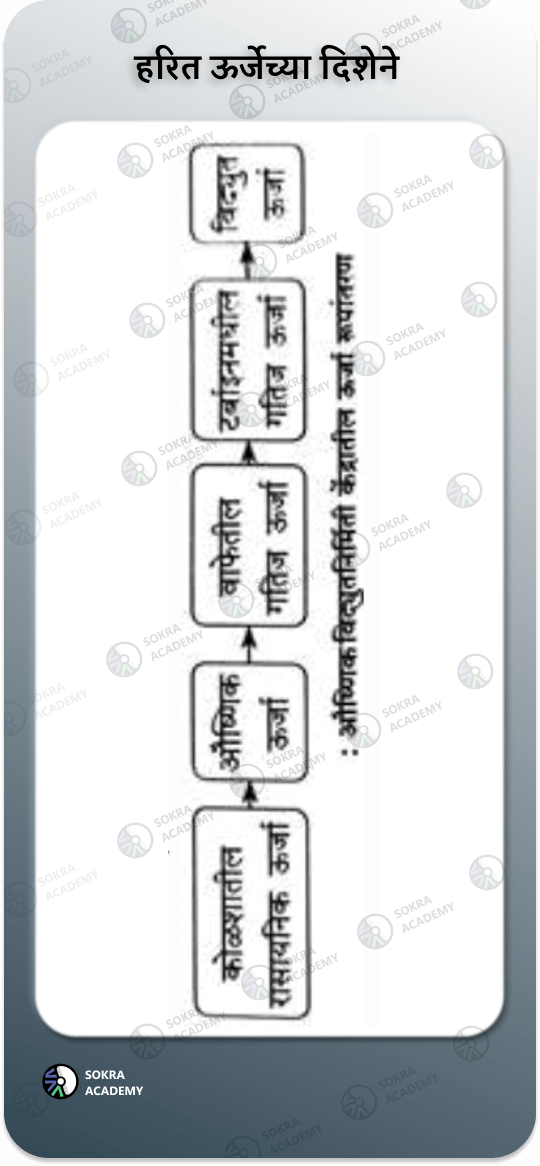 हरित ऊर्जेच्या दिशेने
कोळशातील
रासायनिक ऊर्जा
औष्णिक
ऊर्जा
वाफेतील
गतिज ऊर्जा
टर्बाइनमधील
गतिज ऊर्जा
विद्युत
ऊर्जा
: औष्णिक विद्युतनिर्मिती केंद्रातील ऊर्जा रूपांतरण
SOKRA
ACADEMY